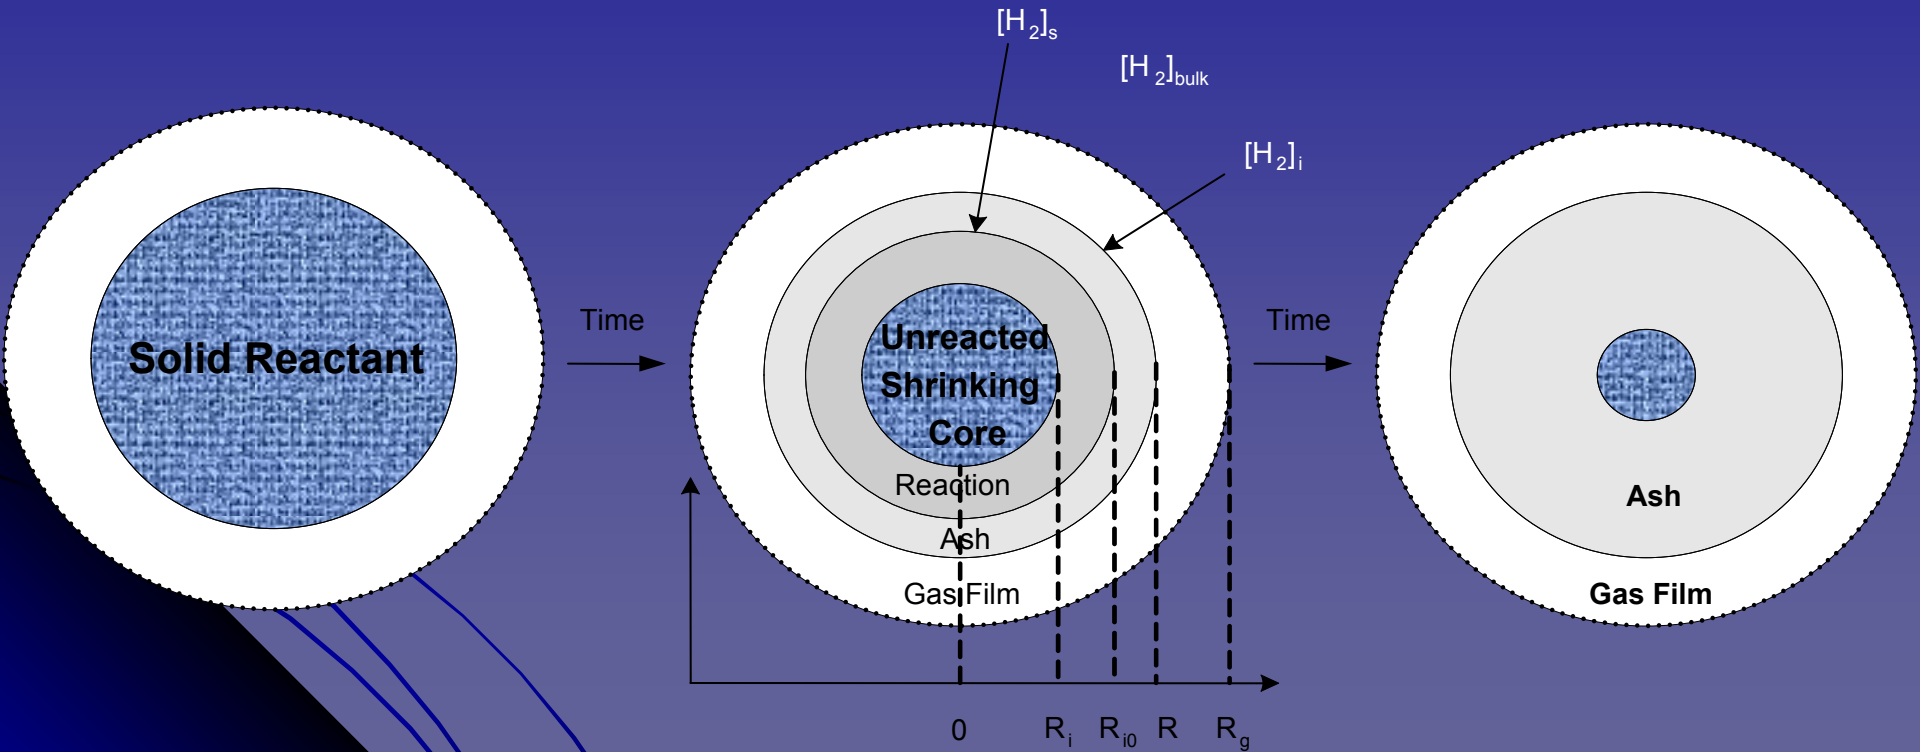 [H2]s
[H2]bulk
[H2]i
Solid Reactant
Time
Unreacted
Shrinking
Core
Reaction
Ash
Gas Film
Time
Ash
Gas Film
0 Ri Ri0 R Rg